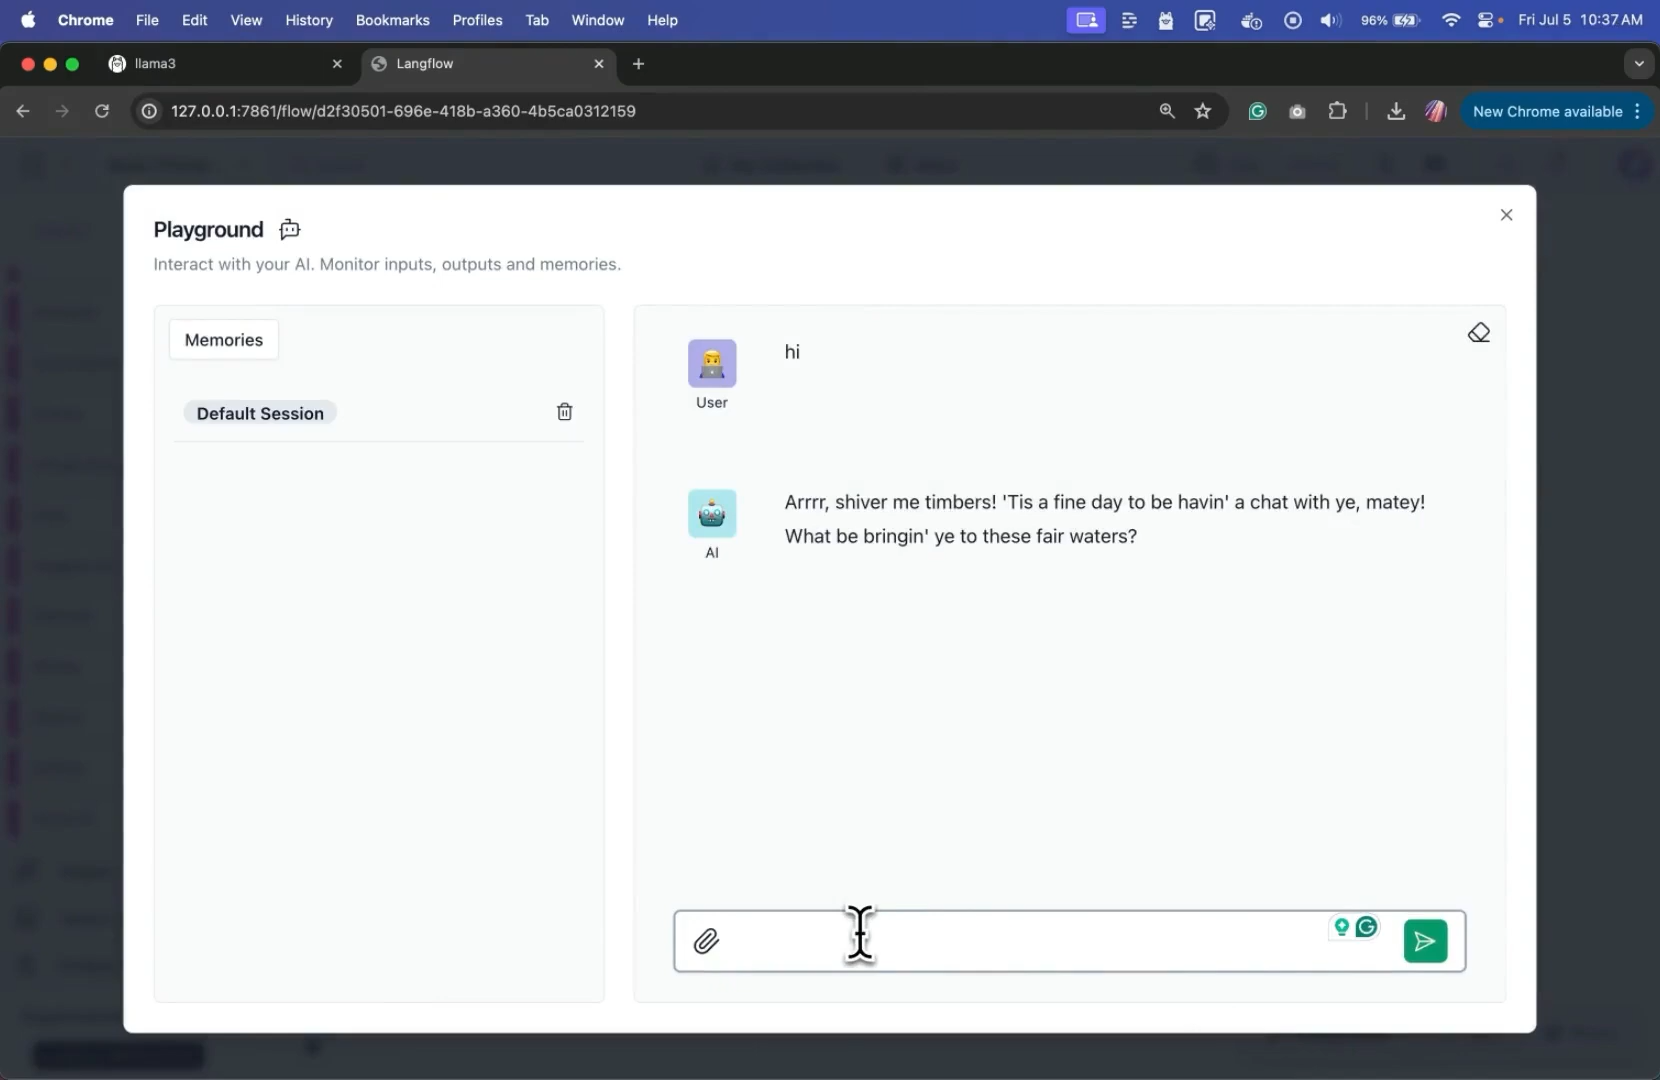 Chrome File Edit View History Bookmarks Profiles Tab Window Help 96% Fri Jul 5 10:37 AM
llama3 Langflow
127.0.0.1:7861/flow/d2f30501-696e-418b-a360-4b5ca0312159 New Chrome available
Playground
Interact with your AI. Monitor inputs, outputs and memories.
Memories
Default Session
hi
User
Arrrr, shiver me timbers! 'Tis a fine day to be havin' a chat with ye, matey!
What be bringin' ye to these fair waters?
AI